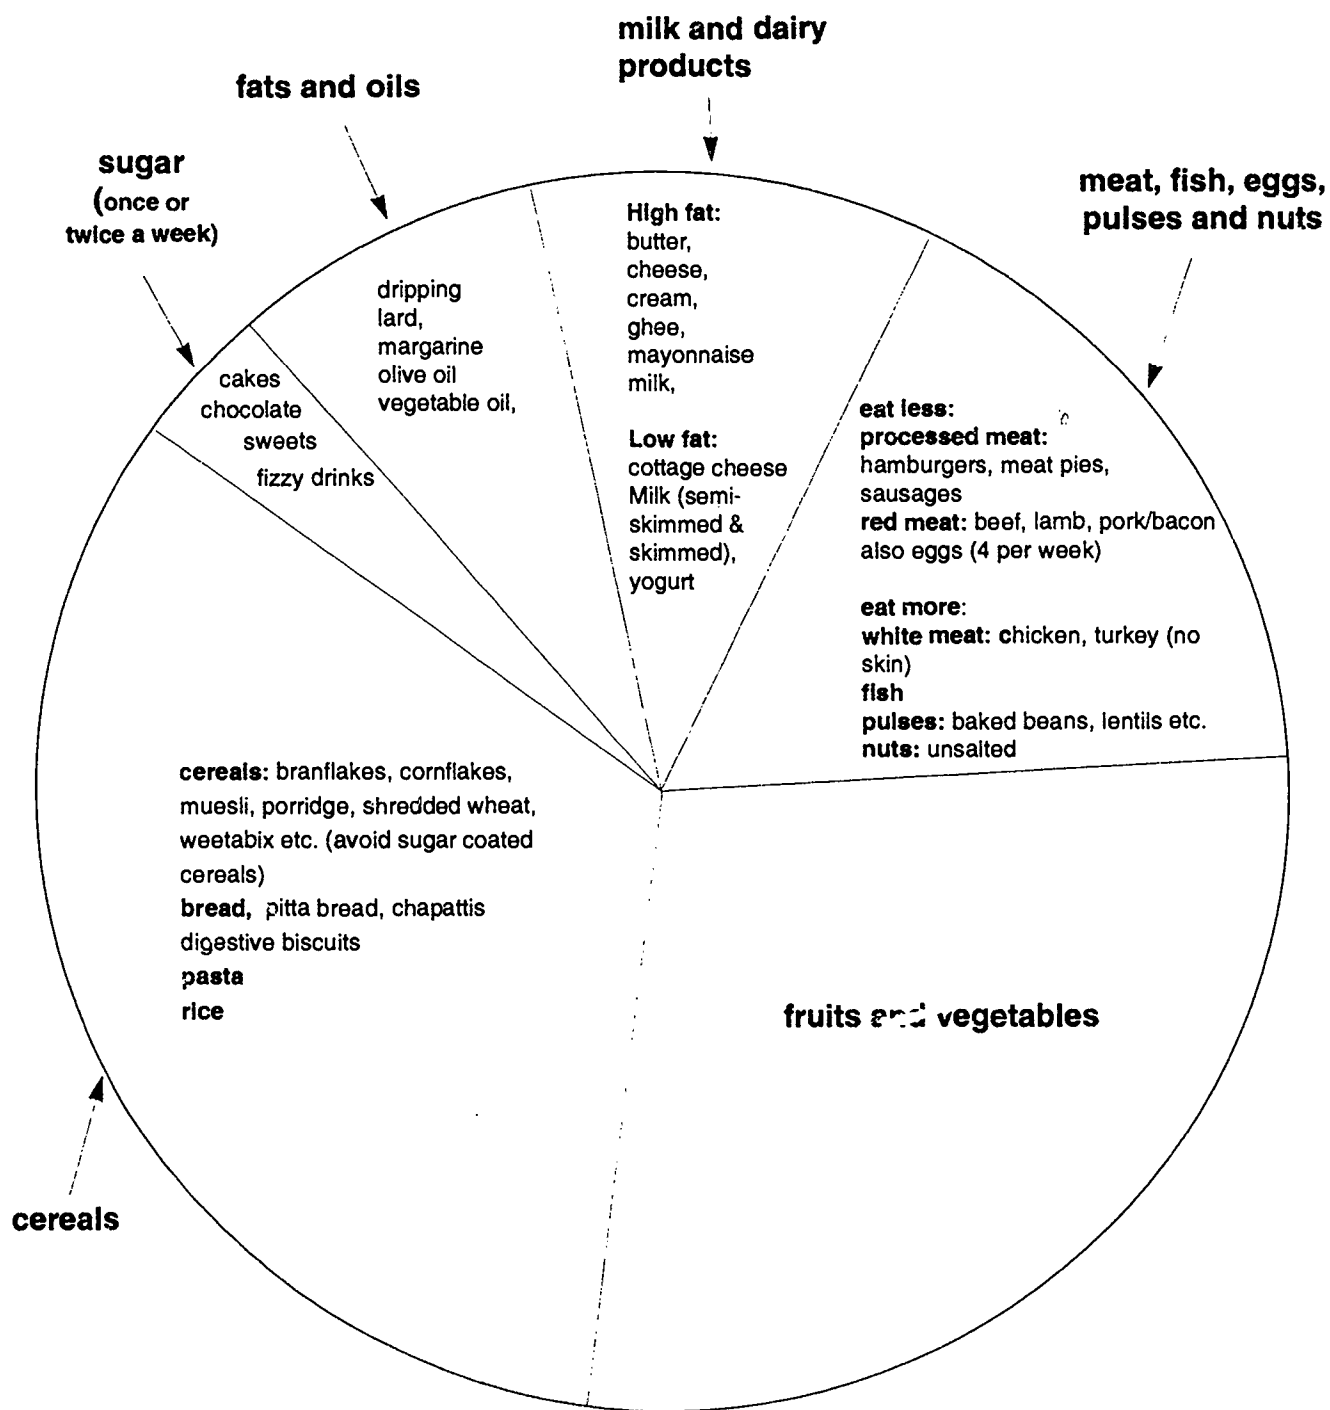 milk and dairy
products
fats and oils
sugar
(once or
twice a week)
meat, fish, eggs,
pulses and nuts
High fat:
butter,
cheese,
cream,
ghee,
mayonnaise
milk,
Low fat:
cottage cheese
Milk (semi-
skimmed &
skimmed),
yogurt
dripping
lard,
margarine
olive oil
vegetable oil,
cakes
chocolate
sweets
fizzy drinks
eat less:
processed meat:
hamburgers, meat pies,
sausages
red meat: beef, lamb, pork/bacon
also eggs (4 per week)
eat more:
white meat: chicken, turkey (no
skin)
fish
pulses: baked beans, lentils etc.
nuts: unsalted
cereals: branflakes, cornflakes,
muesli, porridge, shredded wheat,
weetabix etc. (avoid sugar coated
cereals)
bread, pitta bread, chapattis
digestive biscuits
pasta
rice
fruits and vegetables
cereals